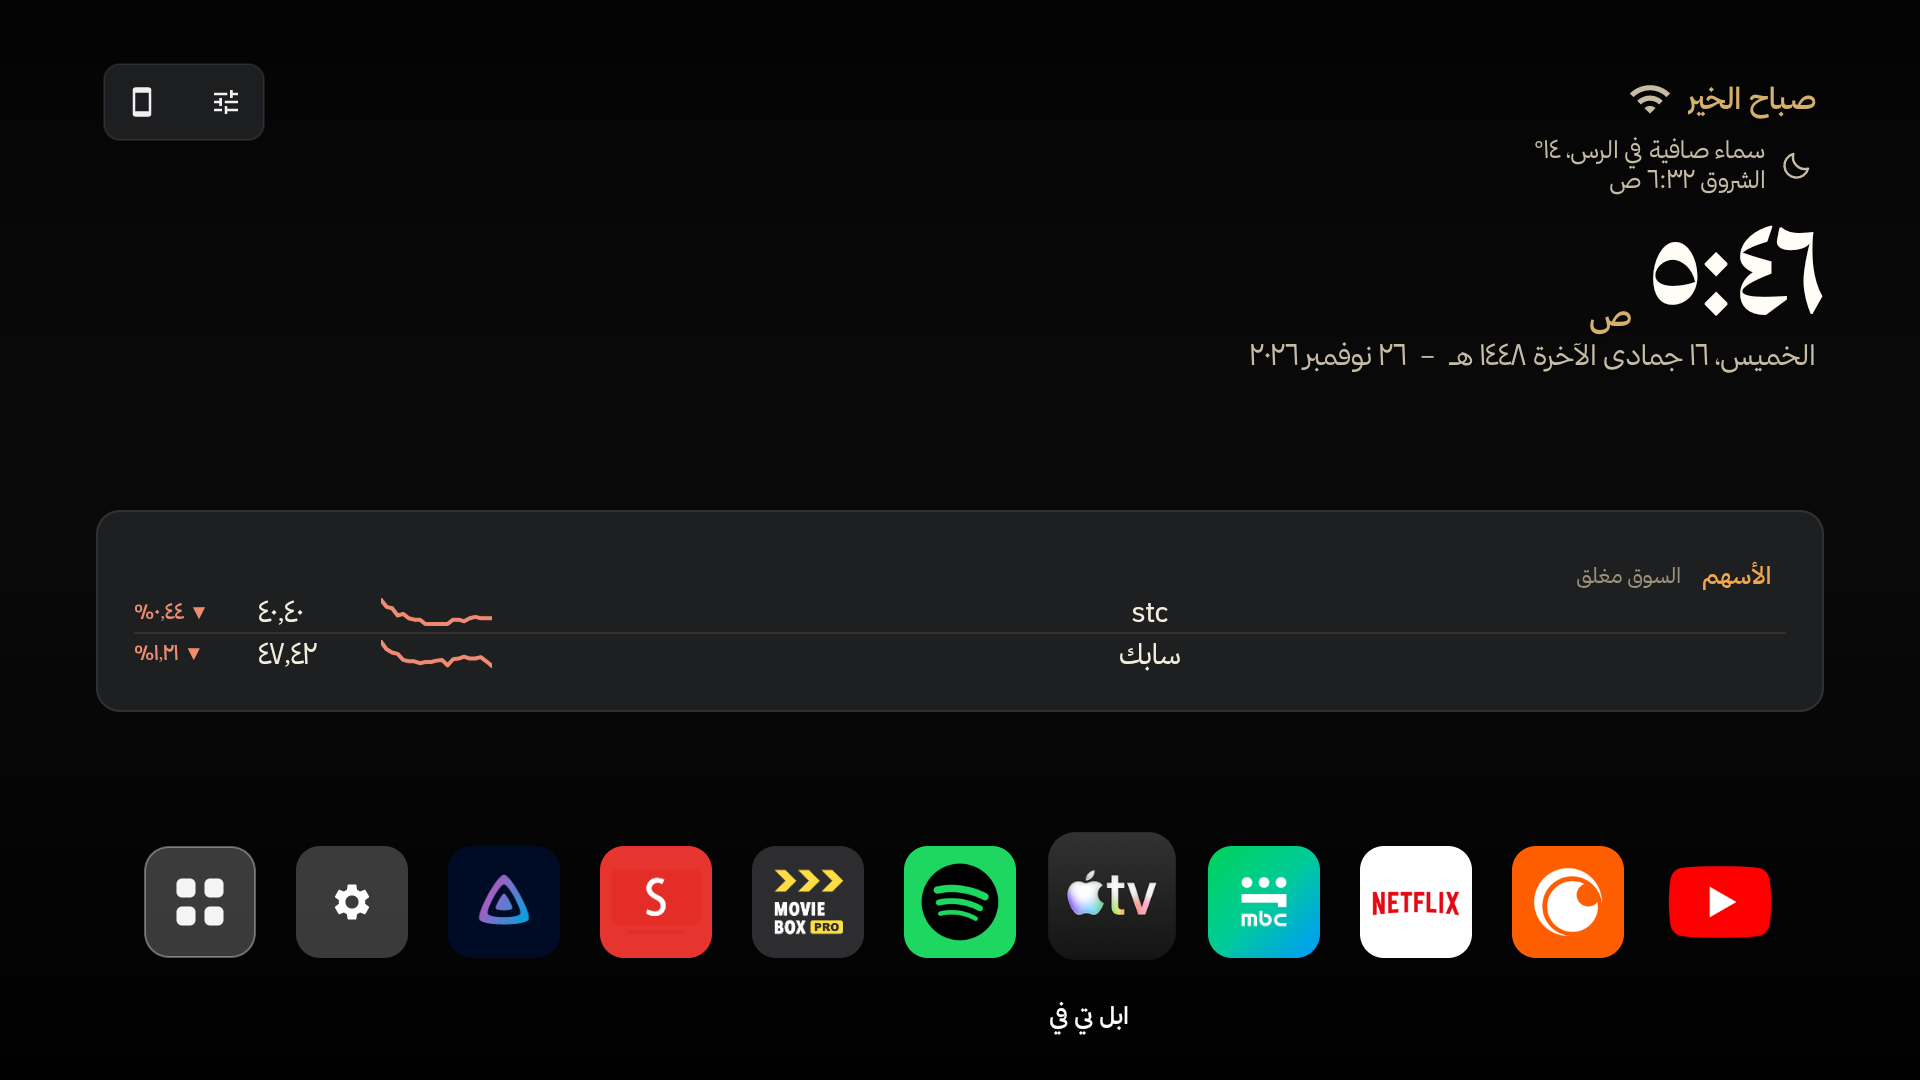 صباح الخير
سماء صافية في الرس، ١٤°
الشروق ٦:٣٢ ص
٥:٤٦ ص
الخميس، ١٦ جمادى الآخرة ١٤٤٨ هـ – ٢٦ نوفمبر ٢٠٢٦
الأسهم السوق مغلق
stc ٤٠,٤٠ ▼ ٠,٤٤%
سابك ٤٧,٤٢ ▼ ١,٢١%
NETFLIX
mbc
tv
MOVIE
BOX PRO
S
ابل تي في